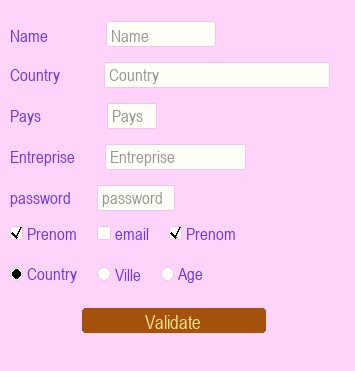 Name Name
Country Country
Pays Pays
Entreprise Entreprise
password password
Prenom email Prenom
Country Ville Age
Validate